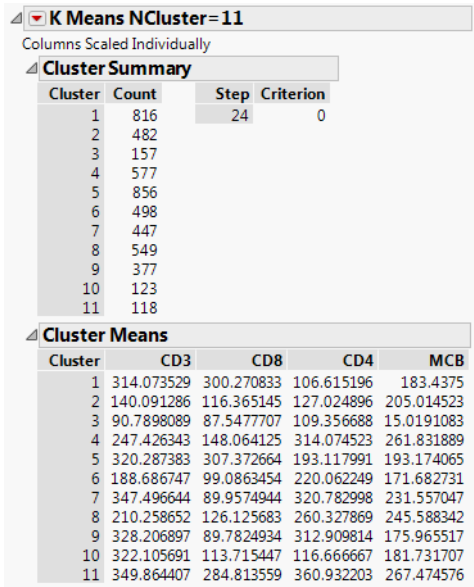 K Means NCluster=11
Columns Scaled Individually
Cluster Summary
Cluster Count Step Criterion
1 816 24 0
2 482
3 157
4 577
5 856
6 498
7 447
8 549
9 377
10 123
11 118
Cluster Means
Cluster CD3 CD8 CD4 MCB
1 314.073529 300.270833 106.615196 183.4375
2 140.091286 116.365145 127.024896 205.014523
3 90.7898089 87.5477707 109.356688 15.0191083
4 247.426343 148.064125 314.074523 261.831889
5 320.287383 307.372664 193.117991 193.174065
6 188.686747 99.0863454 220.062249 171.682731
7 347.496644 89.9574944 320.782998 231.557047
8 210.258652 126.125683 260.327869 245.588342
9 328.206897 89.7824934 312.909814 175.965517
10 322.105691 113.715447 116.666667 181.731707
11 349.864407 284.813559 360.932203 267.474576